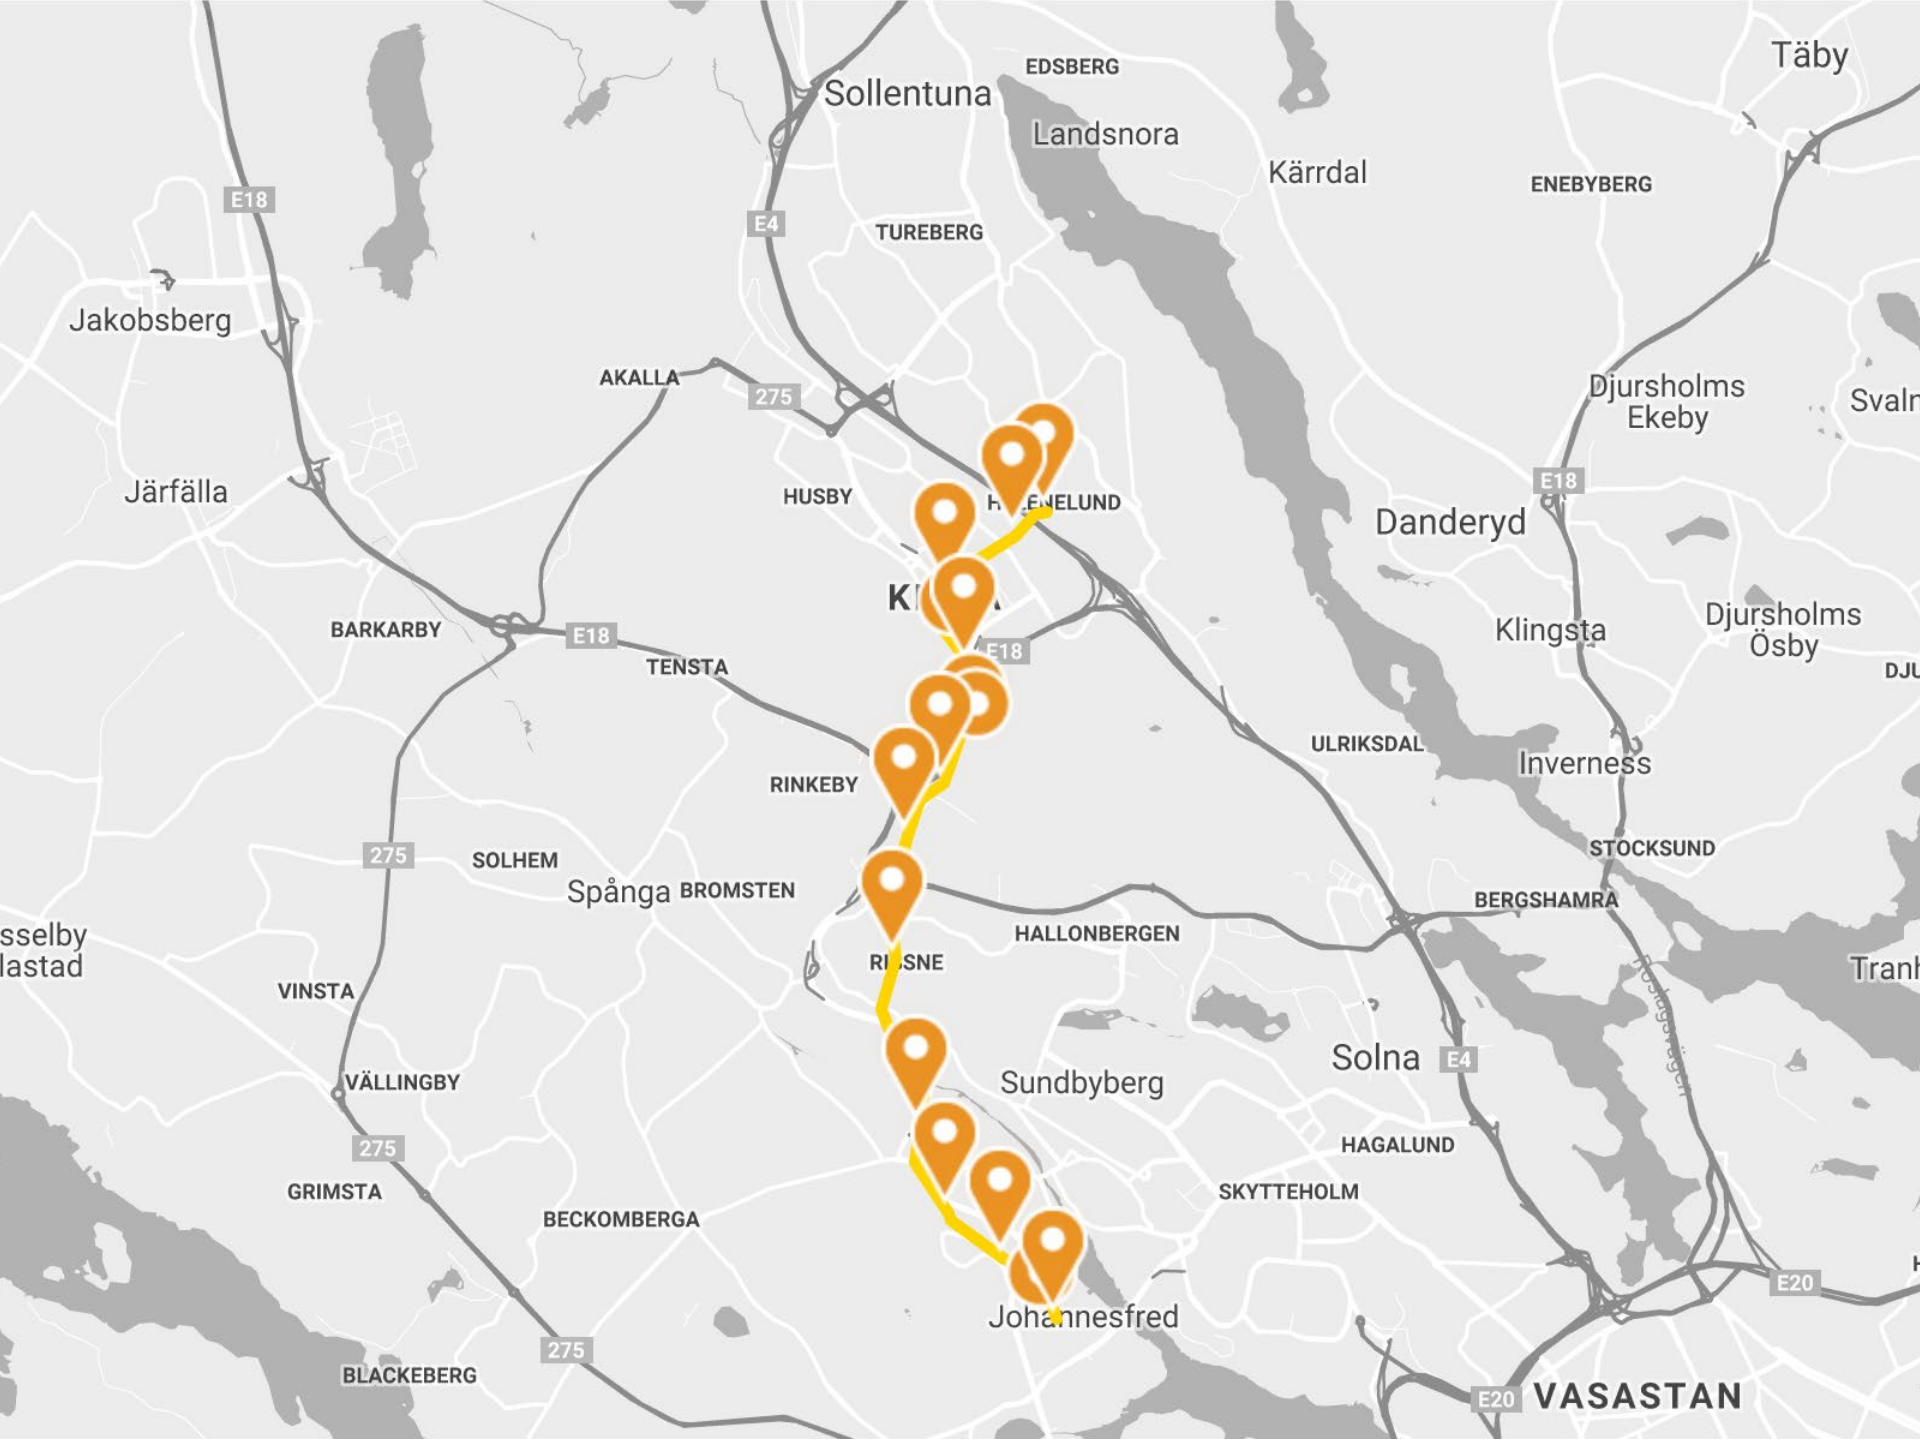 Täby
EDSBERG
Sollentuna
Landsnora
Kärrdal
ENEBYBERG
E18
E4
TUREBERG
Jakobsberg
AKALLA
275
Djursholms
Ekeby
E18
Järfälla
HUSBY
Danderyd
BARKARBY
E18
TENSTA
E18
Klingsta
Djursholms
Ösby
ULRIKSDAL
Inverness
RINKEBY
275
SOLHEM
Spånga
BROMSTEN
STOCKSUND
BERGSHAMRA
HALLONBERGEN
VINSTA
Solna
E4
Sundbyberg
VÄLLINGBY
275
HAGALUND
GRIMSTA
SKYTTEHOLM
BECKOMBERGA
E20
Johannesfred
275
BLACKEBERG
E20
VASASTAN